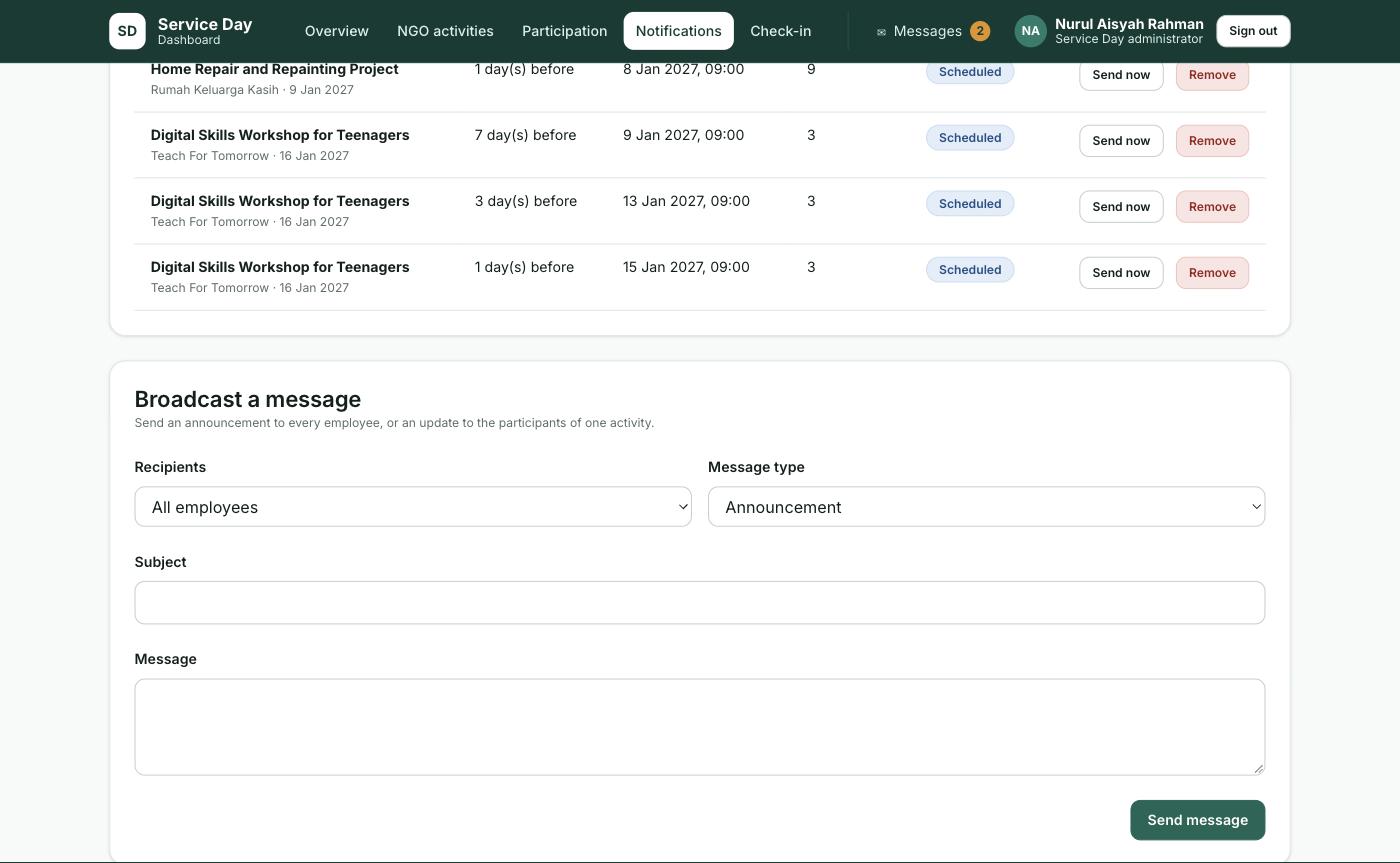 SD
Service Day
Dashboard
Overview
NGO activities
Participation
Notifications
Check-in
✉ Messages 2
NA
Nurul Aisyah Rahman
Service Day administrator
Sign out
Home Repair and Repainting Project 1 day(s) before 8 Jan 2027, 09:00 9 Scheduled Send now Remove
Rumah Keluarga Kasih · 9 Jan 2027
Digital Skills Workshop for Teenagers 7 day(s) before 9 Jan 2027, 09:00 3 Scheduled Send now Remove
Teach For Tomorrow · 16 Jan 2027
Digital Skills Workshop for Teenagers 3 day(s) before 13 Jan 2027, 09:00 3 Scheduled Send now Remove
Teach For Tomorrow · 16 Jan 2027
Digital Skills Workshop for Teenagers 1 day(s) before 15 Jan 2027, 09:00 3 Scheduled Send now Remove
Teach For Tomorrow · 16 Jan 2027
Broadcast a message
Send an announcement to every employee, or an update to the participants of one activity.
Recipients
All employees
Message type
Announcement
Subject
Message
Send message